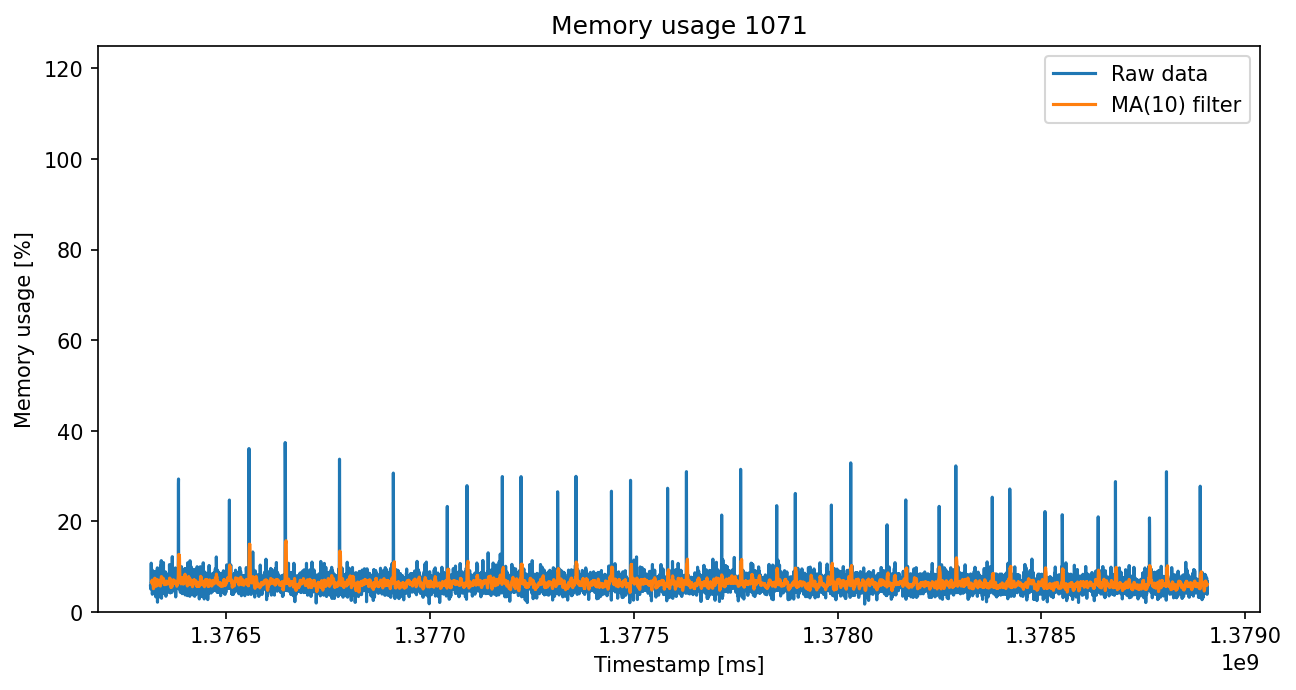 Memory usage 1071
Raw data
MA(10) filter
Memory usage [%]
120
100
80
60
40
20
0
1.3765 1.3770 1.3775 1.3780 1.3785 1.3790
1e9
Timestamp [ms]